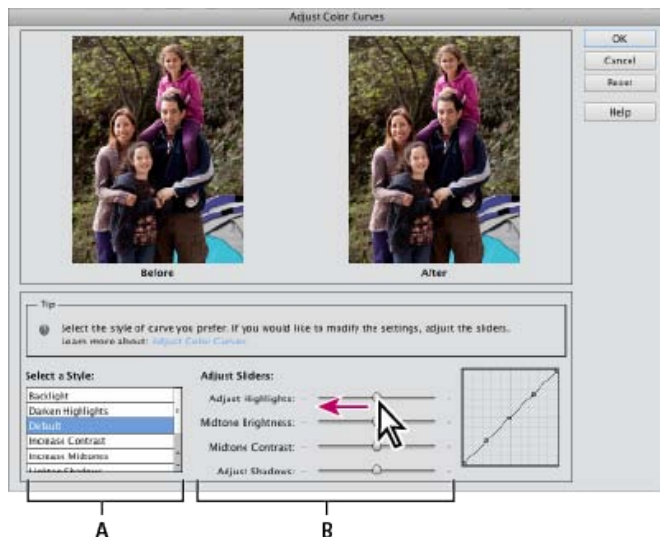 Adjust Color Curves
OK
Cancel
Reset
Help
Before
After
Tip
Select the style of curve you prefer. If you would like to modify the settings, adjust the sliders.
Learn more about: Adjust Color Curves
Select a Style:
Backlight
Darken Highlights
Default
Increase Contrast
Increase Midtones
Lighten Shadows
Adjust Sliders:
Adjust Highlights:
Midtone Brightness:
Midtone Contrast:
Adjust Shadows:
A
B